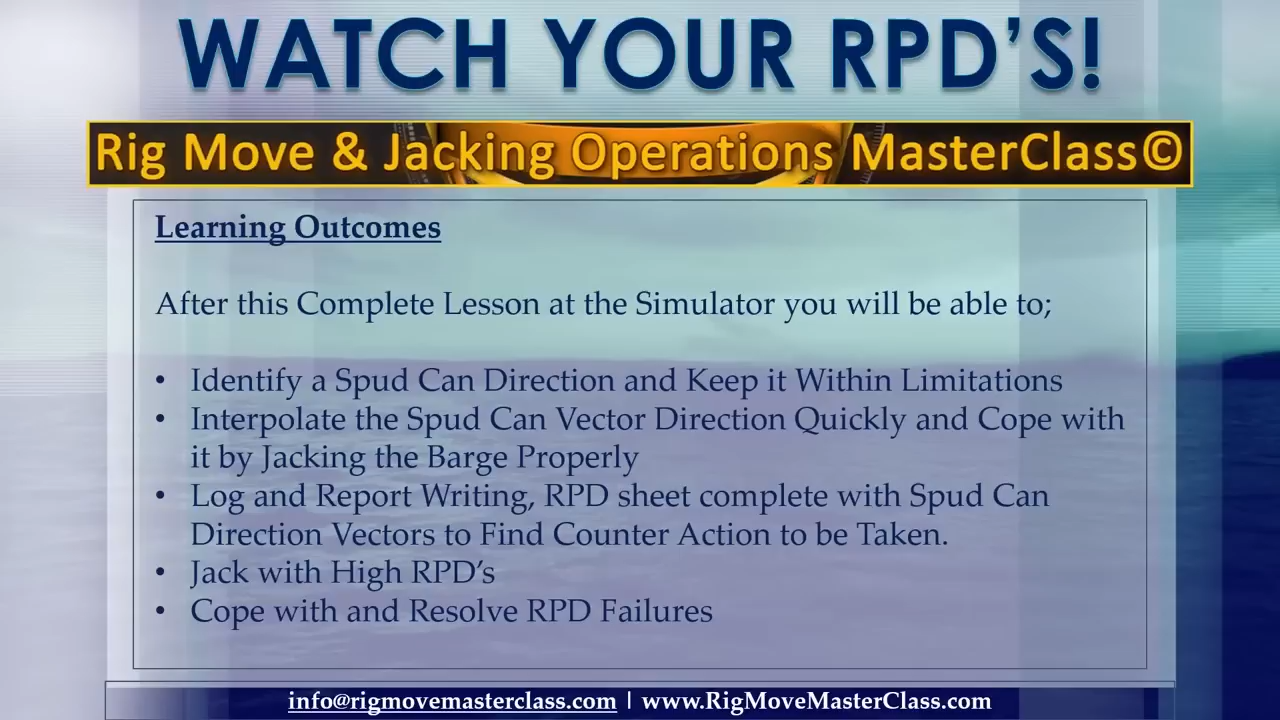 WATCH YOUR RPD’S!
Rig Move & Jacking Operations MasterClass©
Learning Outcomes
After this Complete Lesson at the Simulator you will be able to;
• Identify a Spud Can Direction and Keep it Within Limitations
• Interpolate the Spud Can Vector Direction Quickly and Cope with
it by Jacking the Barge Properly
• Log and Report Writing, RPD sheet complete with Spud Can
Direction Vectors to Find Counter Action to be Taken.
• Jack with High RPD’s
• Cope with and Resolve RPD Failures
info@rigmovemasterclass.com | www.RigMoveMasterClass.com